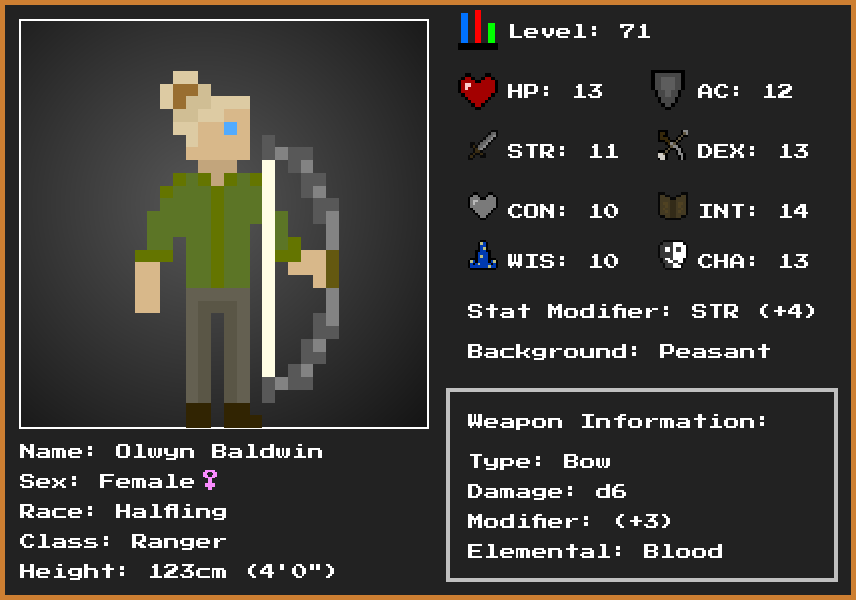 Level: 71
HP: 13
AC: 12
STR: 11
DEX: 13
CON: 10
INT: 14
WIS: 10
CHA: 13
Stat Modifier: STR (+4)
Background: Peasant
Weapon Information:
Type: Bow
Damage: d6
Modifier: (+3)
Elemental: Blood
Name: Olwyn Baldwin
Sex: Female♀
Race: Halfling
Class: Ranger
Height: 123cm (4'0")